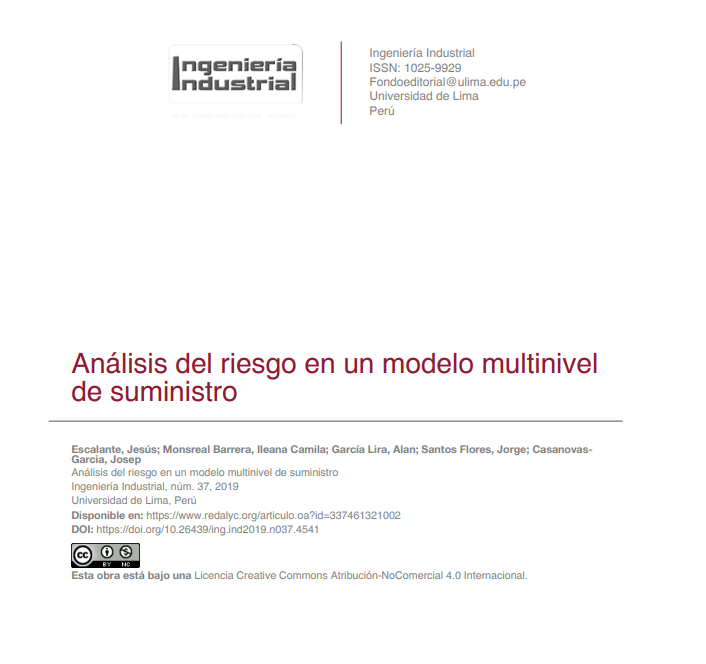 Ingeniería
Industrial
Ingeniería Industrial
ISSN: 1025-9929
Fondoeditorial@ulima.edu.pe
Universidad de Lima
Perú
Análisis del riesgo en un modelo multinivel
de suministro
Escalante, Jesús; Monsreal Barrera, Ileana Camila; García Lira, Alan; Santos Flores, Jorge; Casanovas-
Garcia, Josep
Análisis del riesgo en un modelo multinivel de suministro
Ingeniería Industrial, núm. 37, 2019
Universidad de Lima, Perú
Disponible en: https://www.redalyc.org/articulo.oa?id=337461321002
DOI: https://doi.org/10.26439/ing.ind2019.n037.4541
cc BY NC
Esta obra está bajo una Licencia Creative Commons Atribución-NoComercial 4.0 Internacional.